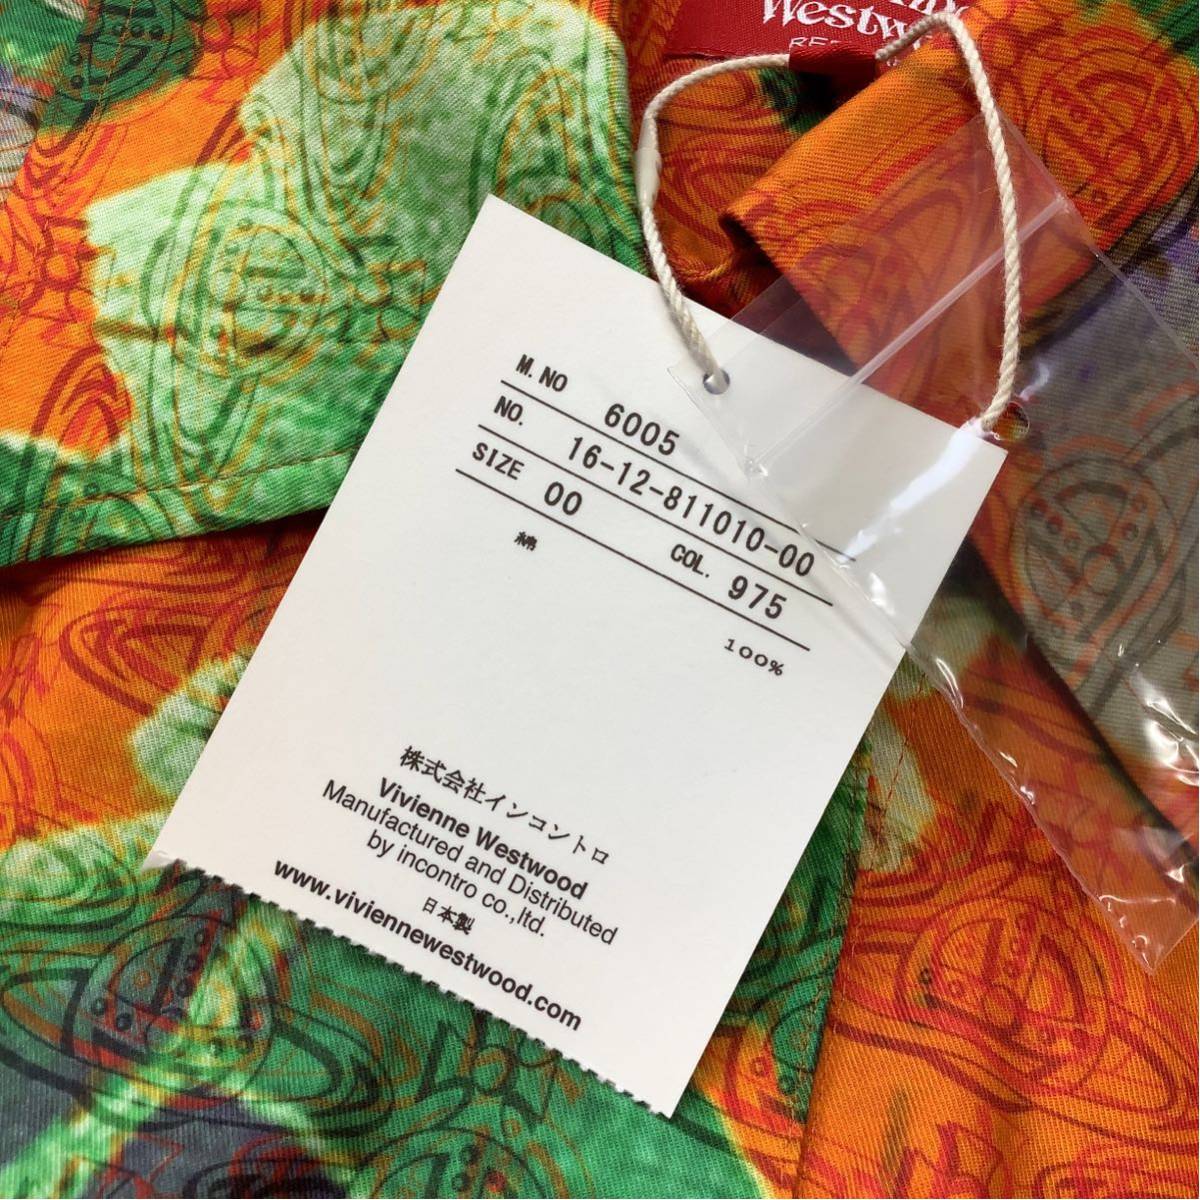 Westw
RE
M.NO 6005
NO. 16-12-811010-00
SIZE 00 COL. 975
綿 100%
株式会社インコントロ
Vivienne Westwood
Manufactured and Distributed
by incontro co.,ltd.
日本製
www.viviennewestwood.com